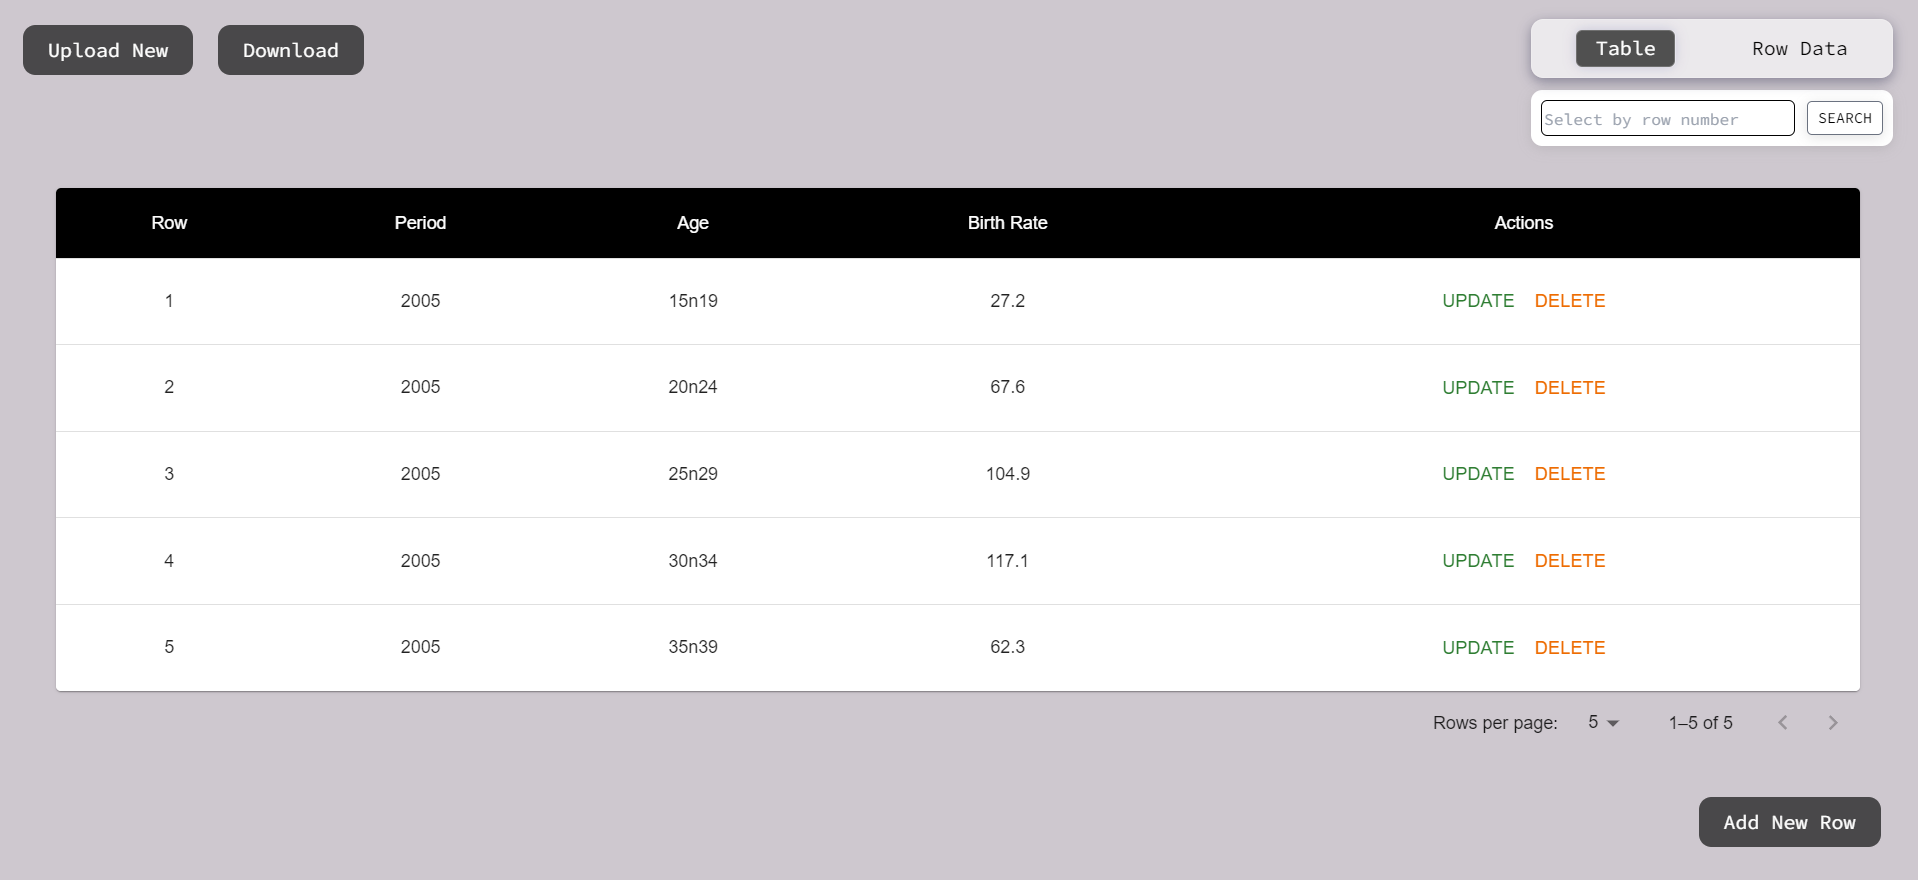 Upload New Download Table Row Data
Select by row number SEARCH
Row Period Age Birth Rate Actions
1 2005 15n19 27.2 UPDATE DELETE
2 2005 20n24 67.6 UPDATE DELETE
3 2005 25n29 104.9 UPDATE DELETE
4 2005 30n34 117.1 UPDATE DELETE
5 2005 35n39 62.3 UPDATE DELETE
Rows per page: 5 1–5 of 5
Add New Row